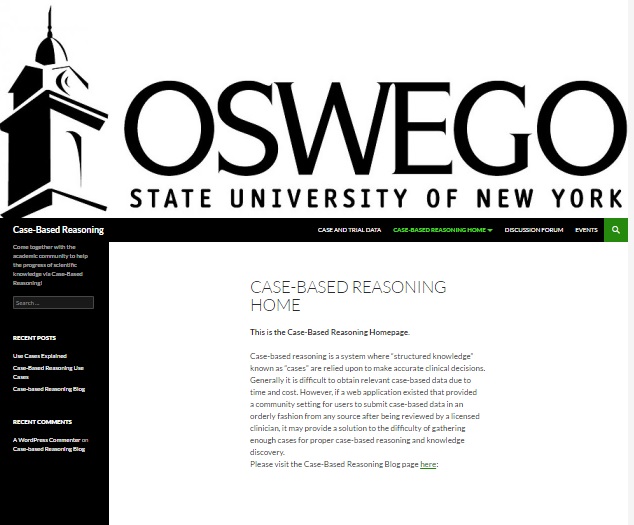 OSWEGO
STATE UNIVERSITY OF NEW YORK
Case-Based Reasoning
CASE AND TRIAL DATA
CASE-BASED REASONING HOME
DISCUSSION FORUM
EVENTS
Come together with the
academic community to help
the progress of scientific
knowledge via Case-Based
Reasoning!
Search ...
RECENT POSTS
Use Cases Explained
Case-Based Reasoning Use
Cases
Case-based Reasoning Blog
RECENT COMMENTS
A WordPress Commenter on
Case-based Reasoning Blog
CASE-BASED REASONING
HOME
This is the Case-Based Reasoning Homepage.
Case-based reasoning is a system where “structured knowledge”
known as “cases” are relied upon to make accurate clinical decisions.
Generally it is difficult to obtain relevant case-based data due to
time and cost. However, if a web application existed that provided
a community setting for users to submit case-based data in an
orderly fashion from any source after being reviewed by a licensed
clinician, it may provide a solution to the difficulty of gathering
enough cases for proper case-based reasoning and knowledge
discovery.
Please visit the Case-Based Reasoning Blog page here: